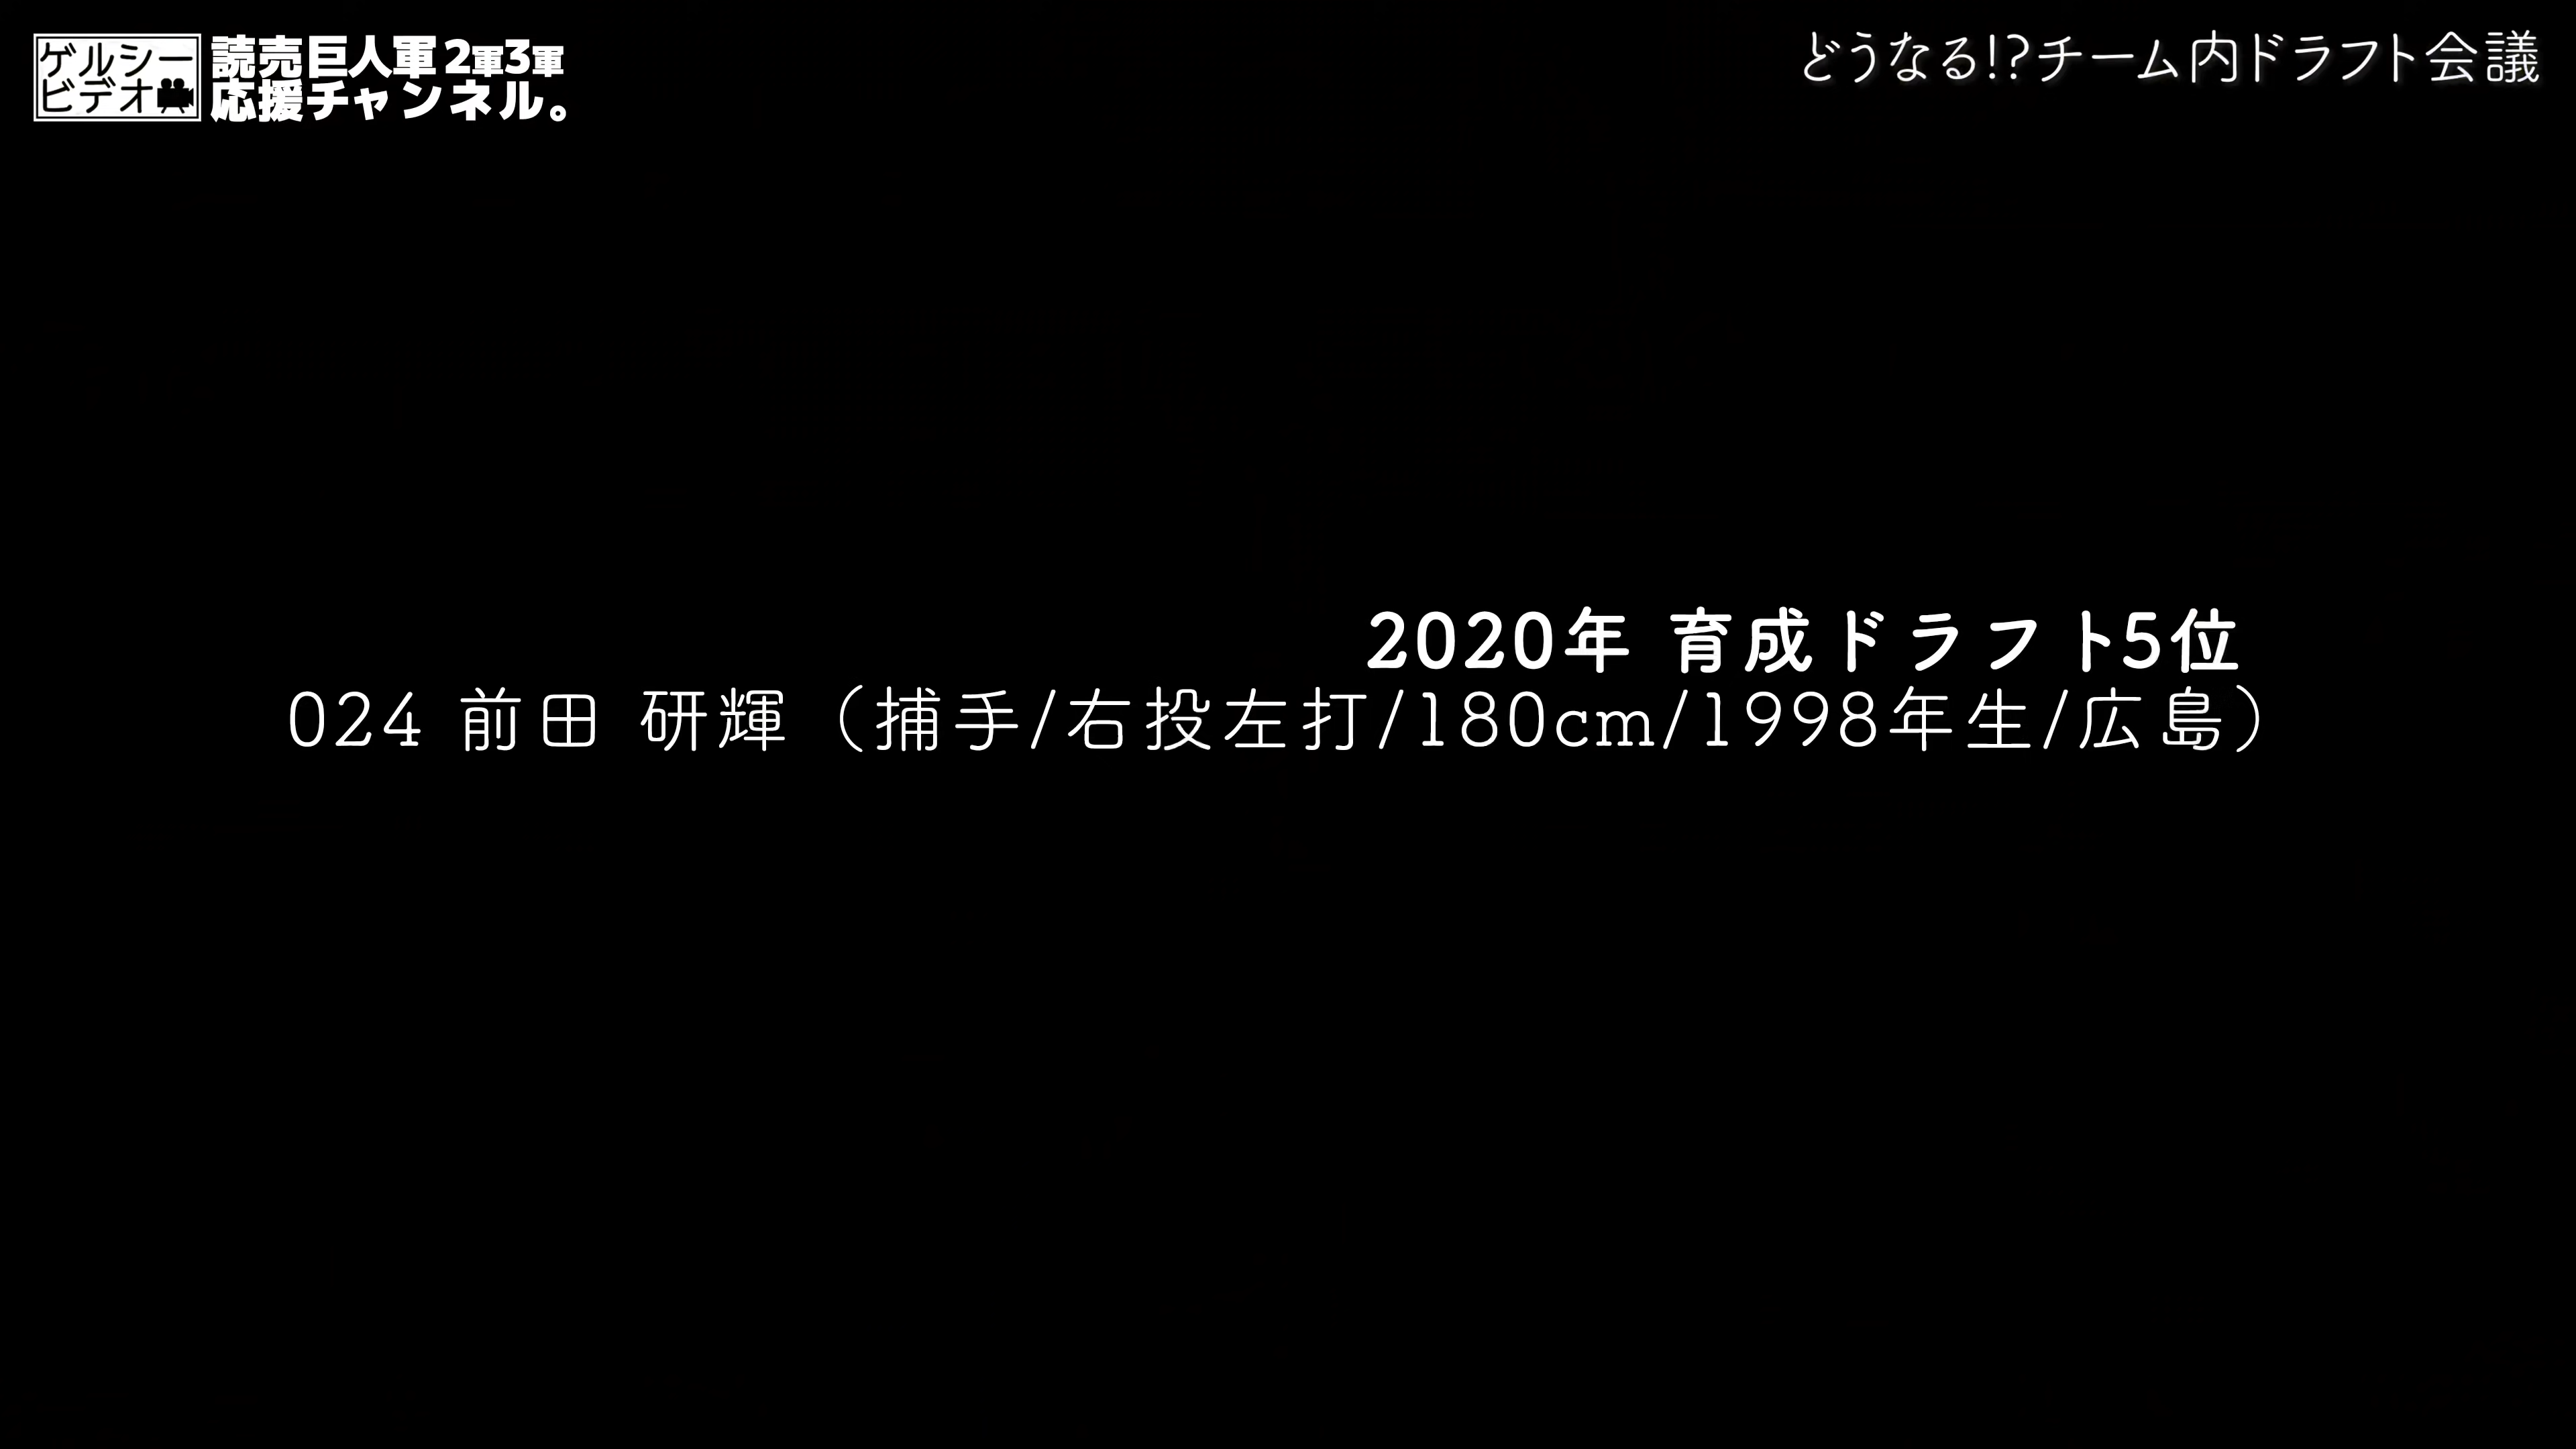 ゲルシー
ビデオ
読売巨人軍2軍3軍
応援チャンネル。
どうなる!?チーム内ドラフト会議
2020年 育成ドラフト5位
024 前田 研輝（捕手/右投左打/180cm/1998年生/広島）